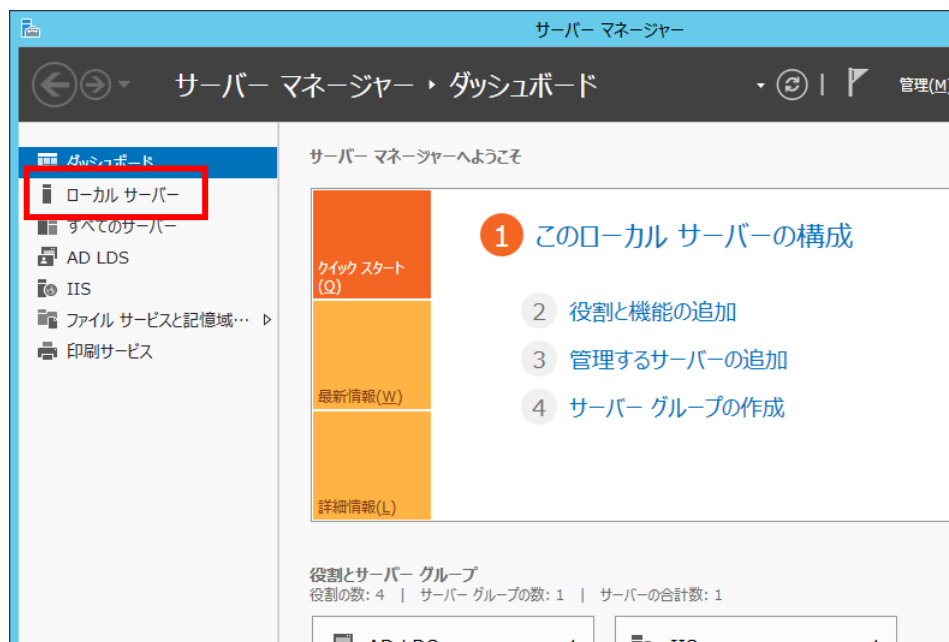 サーバー マネージャー
サーバー マネージャー ・ ダッシュボード
管理(M)
ダッシュボード
ローカル サーバー
すべてのサーバー
AD LDS
IIS
ファイル サービスと記憶域…
印刷サービス
サーバー マネージャーへようこそ
クイック スタート
(Q)
最新情報(W)
詳細情報(L)
1 このローカル サーバーの構成
2 役割と機能の追加
3 管理するサーバーの追加
4 サーバー グループの作成
役割とサーバー グループ
役割の数: 4 | サーバー グループの数: 1 | サーバーの合計数: 1
AD LDS
IIS